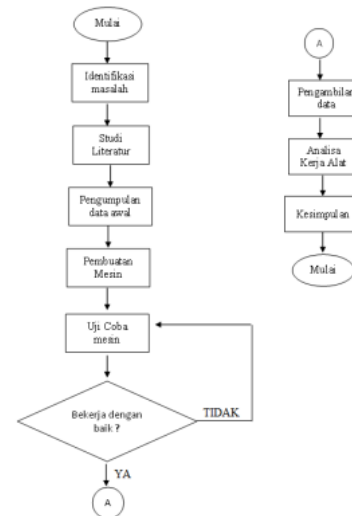 Mulai
Identifikasi
masalah
Studi
Literatur
Pengumpulan
data awal
Pembuatan
Mesin
Uji Coba
mesin
Bekerja dengan
baik ?
TIDAK
YA
A
A
Pengambilan
data
Analisa
Kerja Alat
Kesimpulan
Mulai